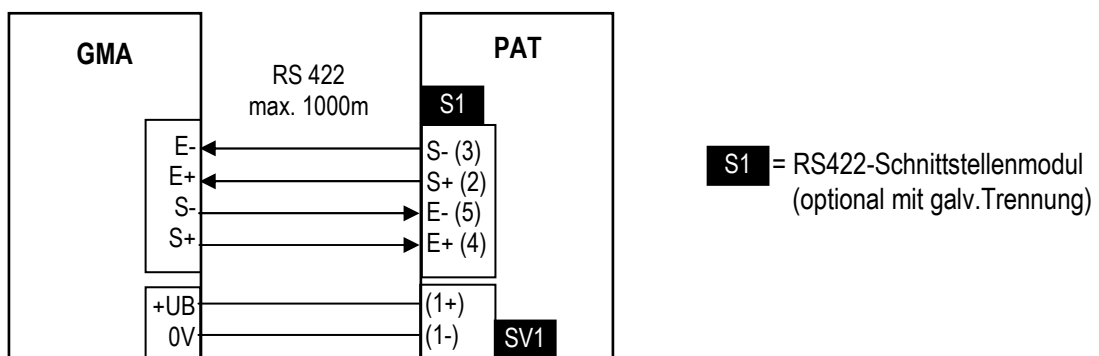 GMA
RS 422
max. 1000m
PAT
S1
E-
E+
S-
S+
S- (3)
S+ (2)
E- (5)
E+ (4)
+UB
0V
(1+)
(1-)
SV1
S1 = RS422-Schnittstellenmodul
(optional mit galv.Trennung)